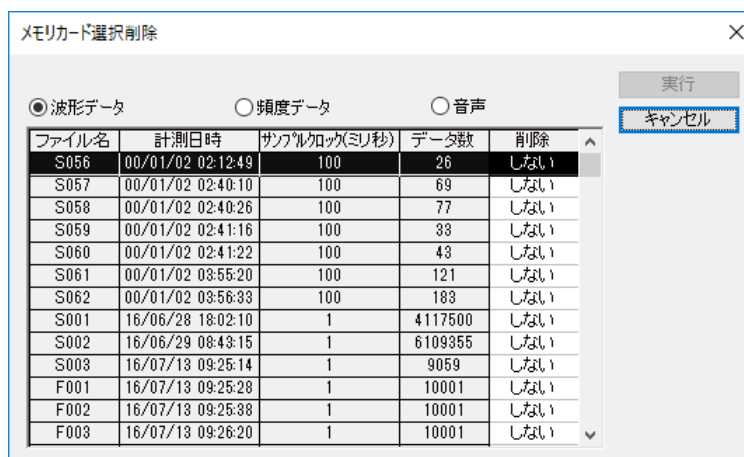 メモリカード選択削除
実行
波形データ 頻度データ 音声
キャンセル
ファイル名 計測日時 サンプルクロック(ミリ秒) データ数 削除
S056 00/01/02 02:12:49 100 26 しない
S057 00/01/02 02:40:10 100 69 しない
S058 00/01/02 02:40:26 100 77 しない
S059 00/01/02 02:41:16 100 33 しない
S060 00/01/02 02:41:22 100 43 しない
S061 00/01/02 03:55:20 100 121 しない
S062 00/01/02 03:56:33 100 183 しない
S001 16/06/28 18:02:10 1 4117500 しない
S002 16/06/29 08:43:15 1 6109355 しない
S003 16/07/13 09:25:14 1 9059 しない
F001 16/07/13 09:25:28 1 10001 しない
F002 16/07/13 09:25:38 1 10001 しない
F003 16/07/13 09:26:20 1 10001 しない